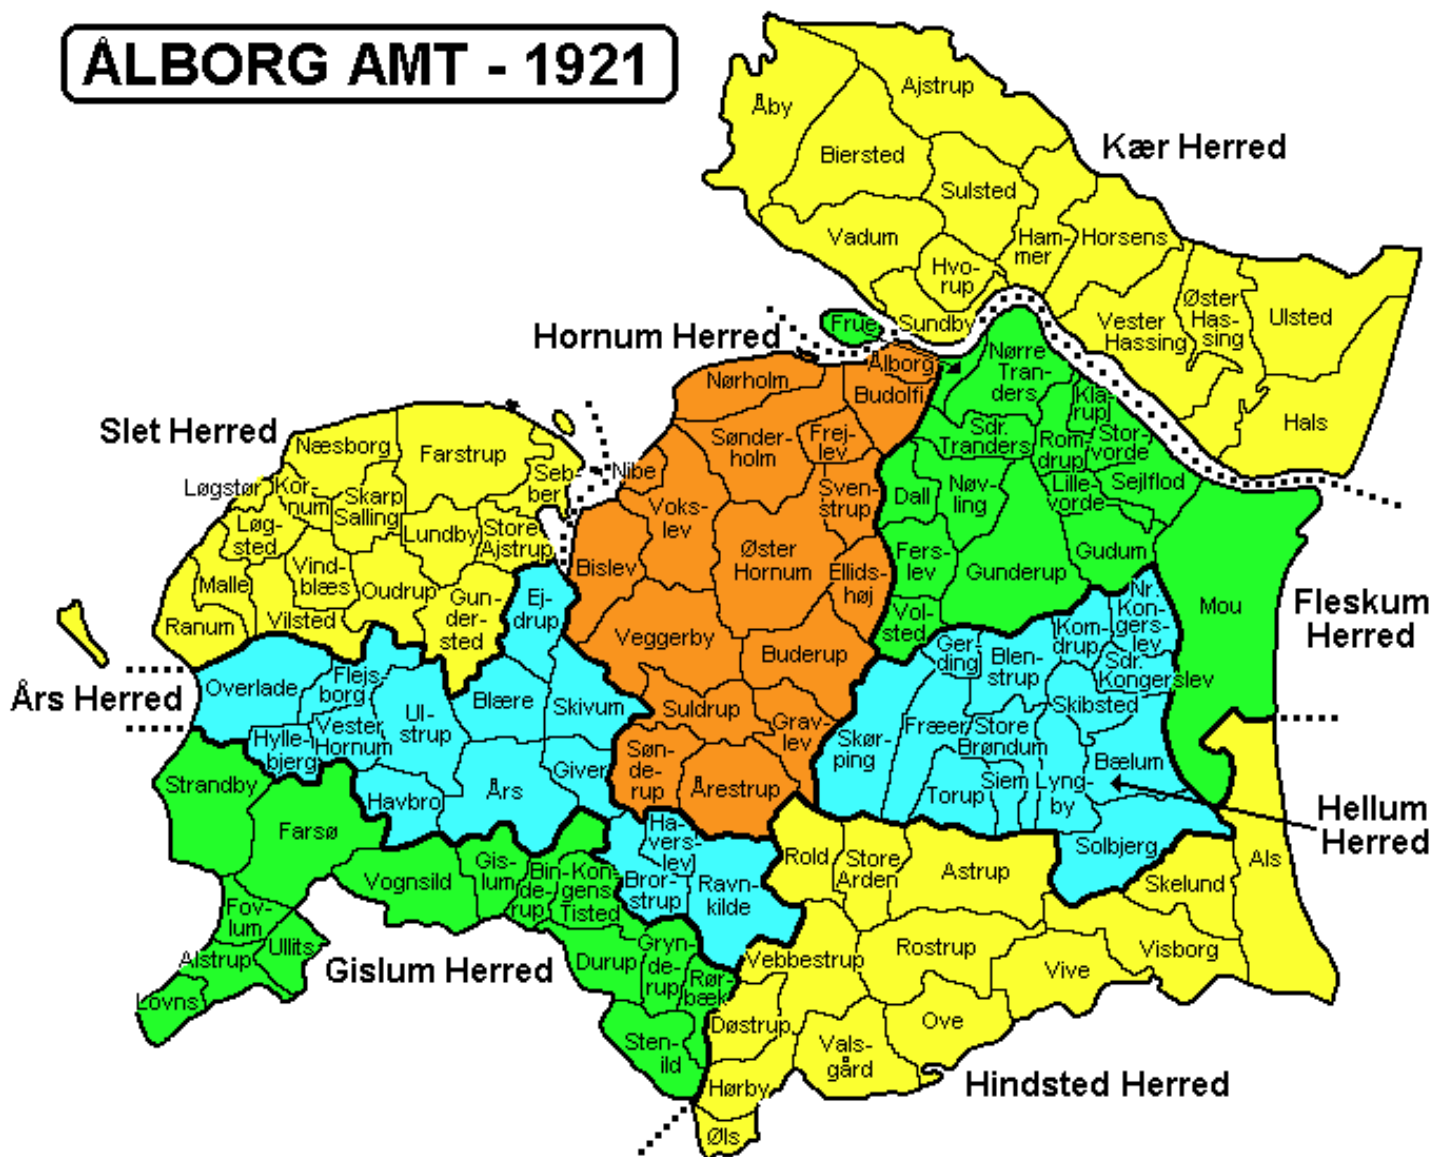 ÅLBORG AMT - 1921
Kær Herred
Åby
Ajstrup
Biersted
Sulsted
Vadum
Ham-
mer
Horsens
Hvo-
rup
Sundby
Vester
Hassing
Øster
Has-
sing
Ulsted
Hals
Hornum Herred
Frue
Ålborg
Budolfi
Nørholm
Sønder-
holm
Frej-
lev
Nibe
Voks-
lev
Sven-
strup
Bislev
Øster
Hornum
Ellids-
høj
Veggerby
Buderup
Suldrup
Grav-
lev
Søn-
de-
rup
Årestrup
Slet Herred
Næsborg
Farstrup
Seb-
ber
Løgstør
Kor-
num
Skarp
Salling
Løg-
sted
Lundby
Store
Ajstrup
Vind-
blæs
Malle
Oudrup
Gun-
der-
sted
Ranum
Vilsted
Fleskum
Herred
Nørre
Tran-
ders
Kla-
rup
Sdr.
Tranders
Rom-
drup
Stor-
vorde
Dall
Nøv-
ling
Lille-
vorde
Sejlflod
Fers-
lev
Gunderup
Gudum
Vol-
sted
Mou
Års Herred
Ej-
drup
Overlade
Flejs-
borg
Blære
Skivum
Hylle-
bjerg
Vester
Hornum
Ul-
strup
Havbro
Års
Giver
Ha-
vers-
lev
Bror-
strup
Ravn-
kilde
Hellum
Herred
Nr.
Kon-
gers-
lev
Ger-
ding
Blen-
strup
Kom-
drup
Sdr.
Kongerslev
Skibsted
Skør-
ping
Fræer
Store
Brøndum
Bælum
Torup
Siem
Lyng-
by
Solbjerg
Gislum Herred
Strandby
Farsø
Vognsild
Gis-
lum
Bin-
de-
rup
Kon-
gens
Tisted
Fov-
lum
Ullits
Alstrup
Lovns
Durup
Gryn-
de-
rup
Rør-
bæk
Sten-
ild
Hindsted Herred
Rold
Store
Arden
Astrup
Skelund
Als
Vebbestrup
Rostrup
Vive
Visborg
Døstrup
Vals-
gård
Ove
Hørby
Øls